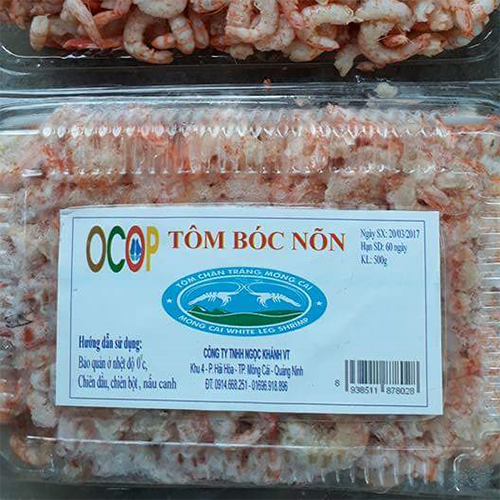 OCOP
TÔM BÓC NÕN
Ngày SX: 20/03/2017
Hạn SD: 60 ngày
KL: 500g
TÔM CHÂN TRẮNG MÓNG CÁI
MONG CAI WHITE LEG SHRIMP
Hướng dẫn sử dụng:
Bảo quản ở nhiệt độ 0°c,
Chiên dầu, chiên bột, nấu canh
CÔNG TY TNHH NGỌC KHÁNH VT
Khu 4 - P. Hải Hòa - TP. Móng Cái - Quảng Ninh
ĐT: 0914.668.251 - 01696.918.896
8 938511 878028